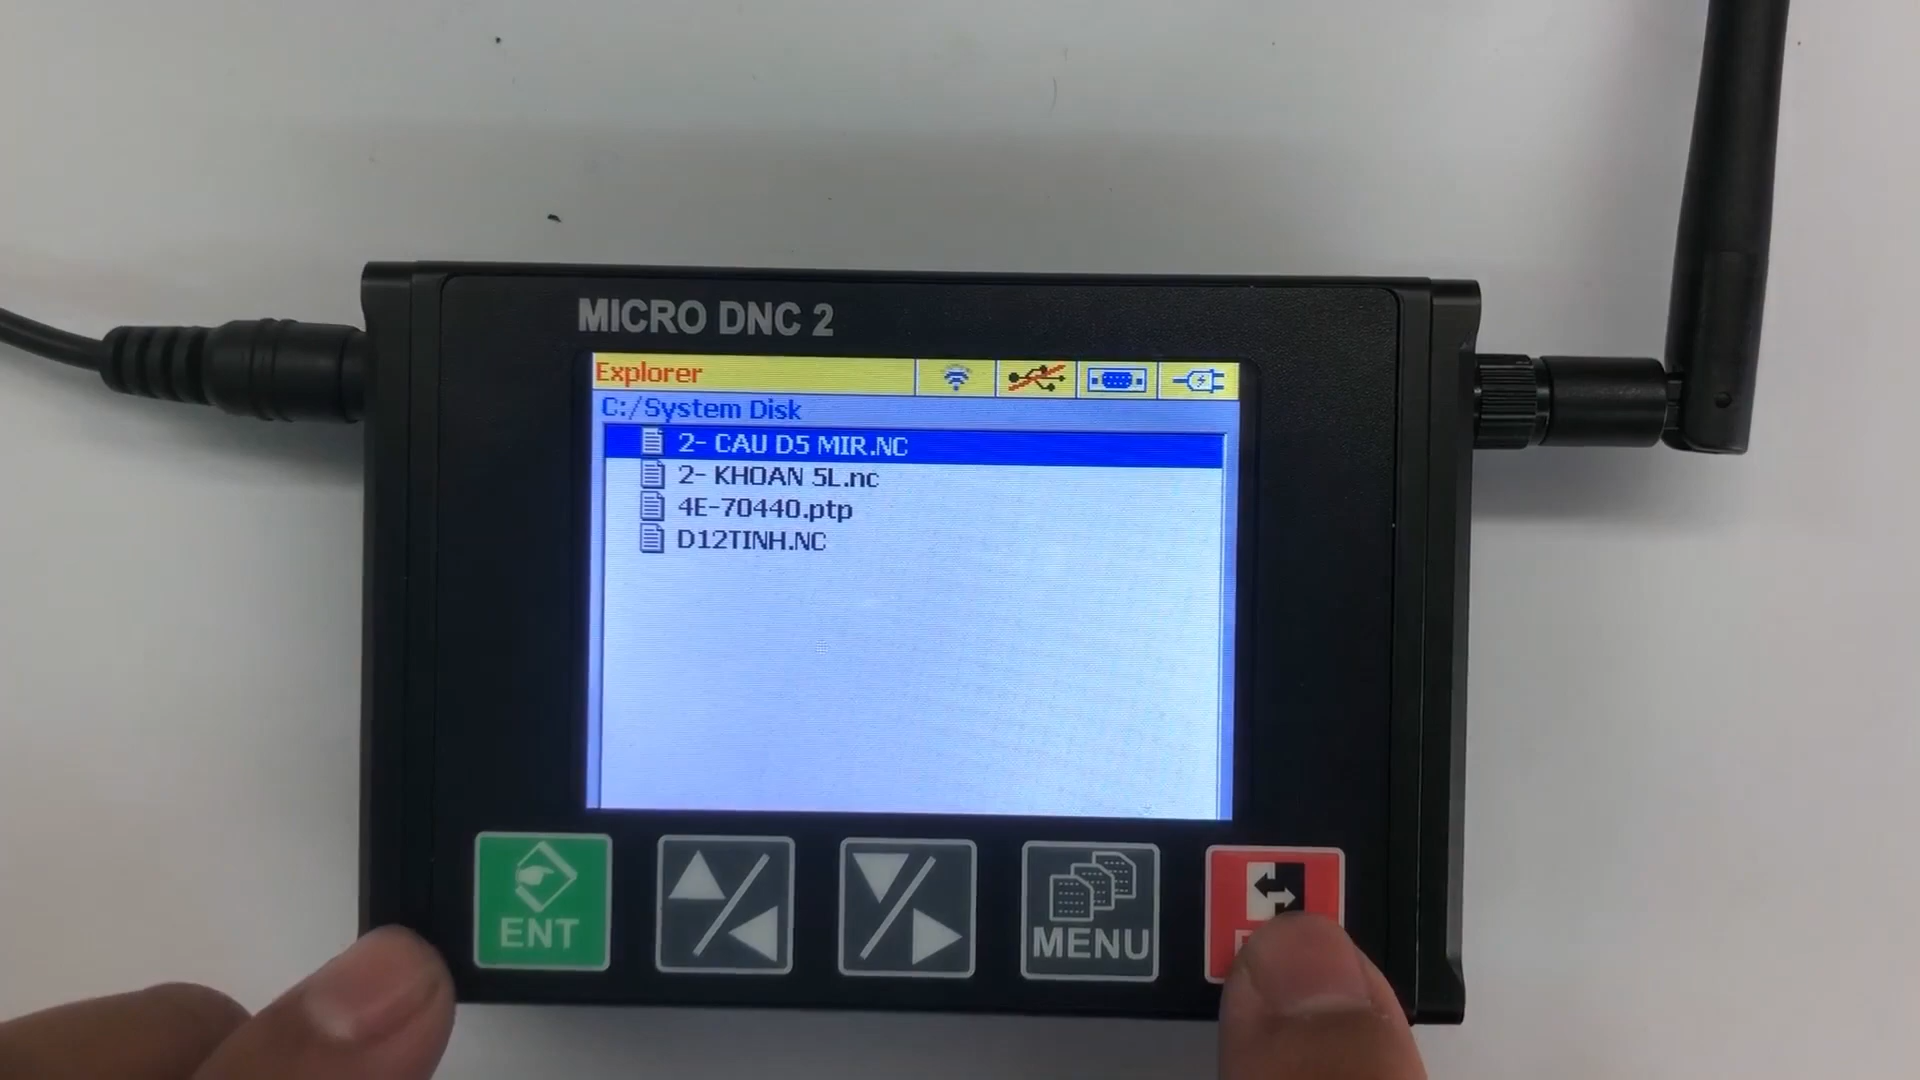 MICRO DNC 2
Explorer
C:/System Disk
2- CAU D5 MIR.NC
2- KHOAN 5L.nc
4E-70440.ptp
D12TINH.NC
ENT
MENU